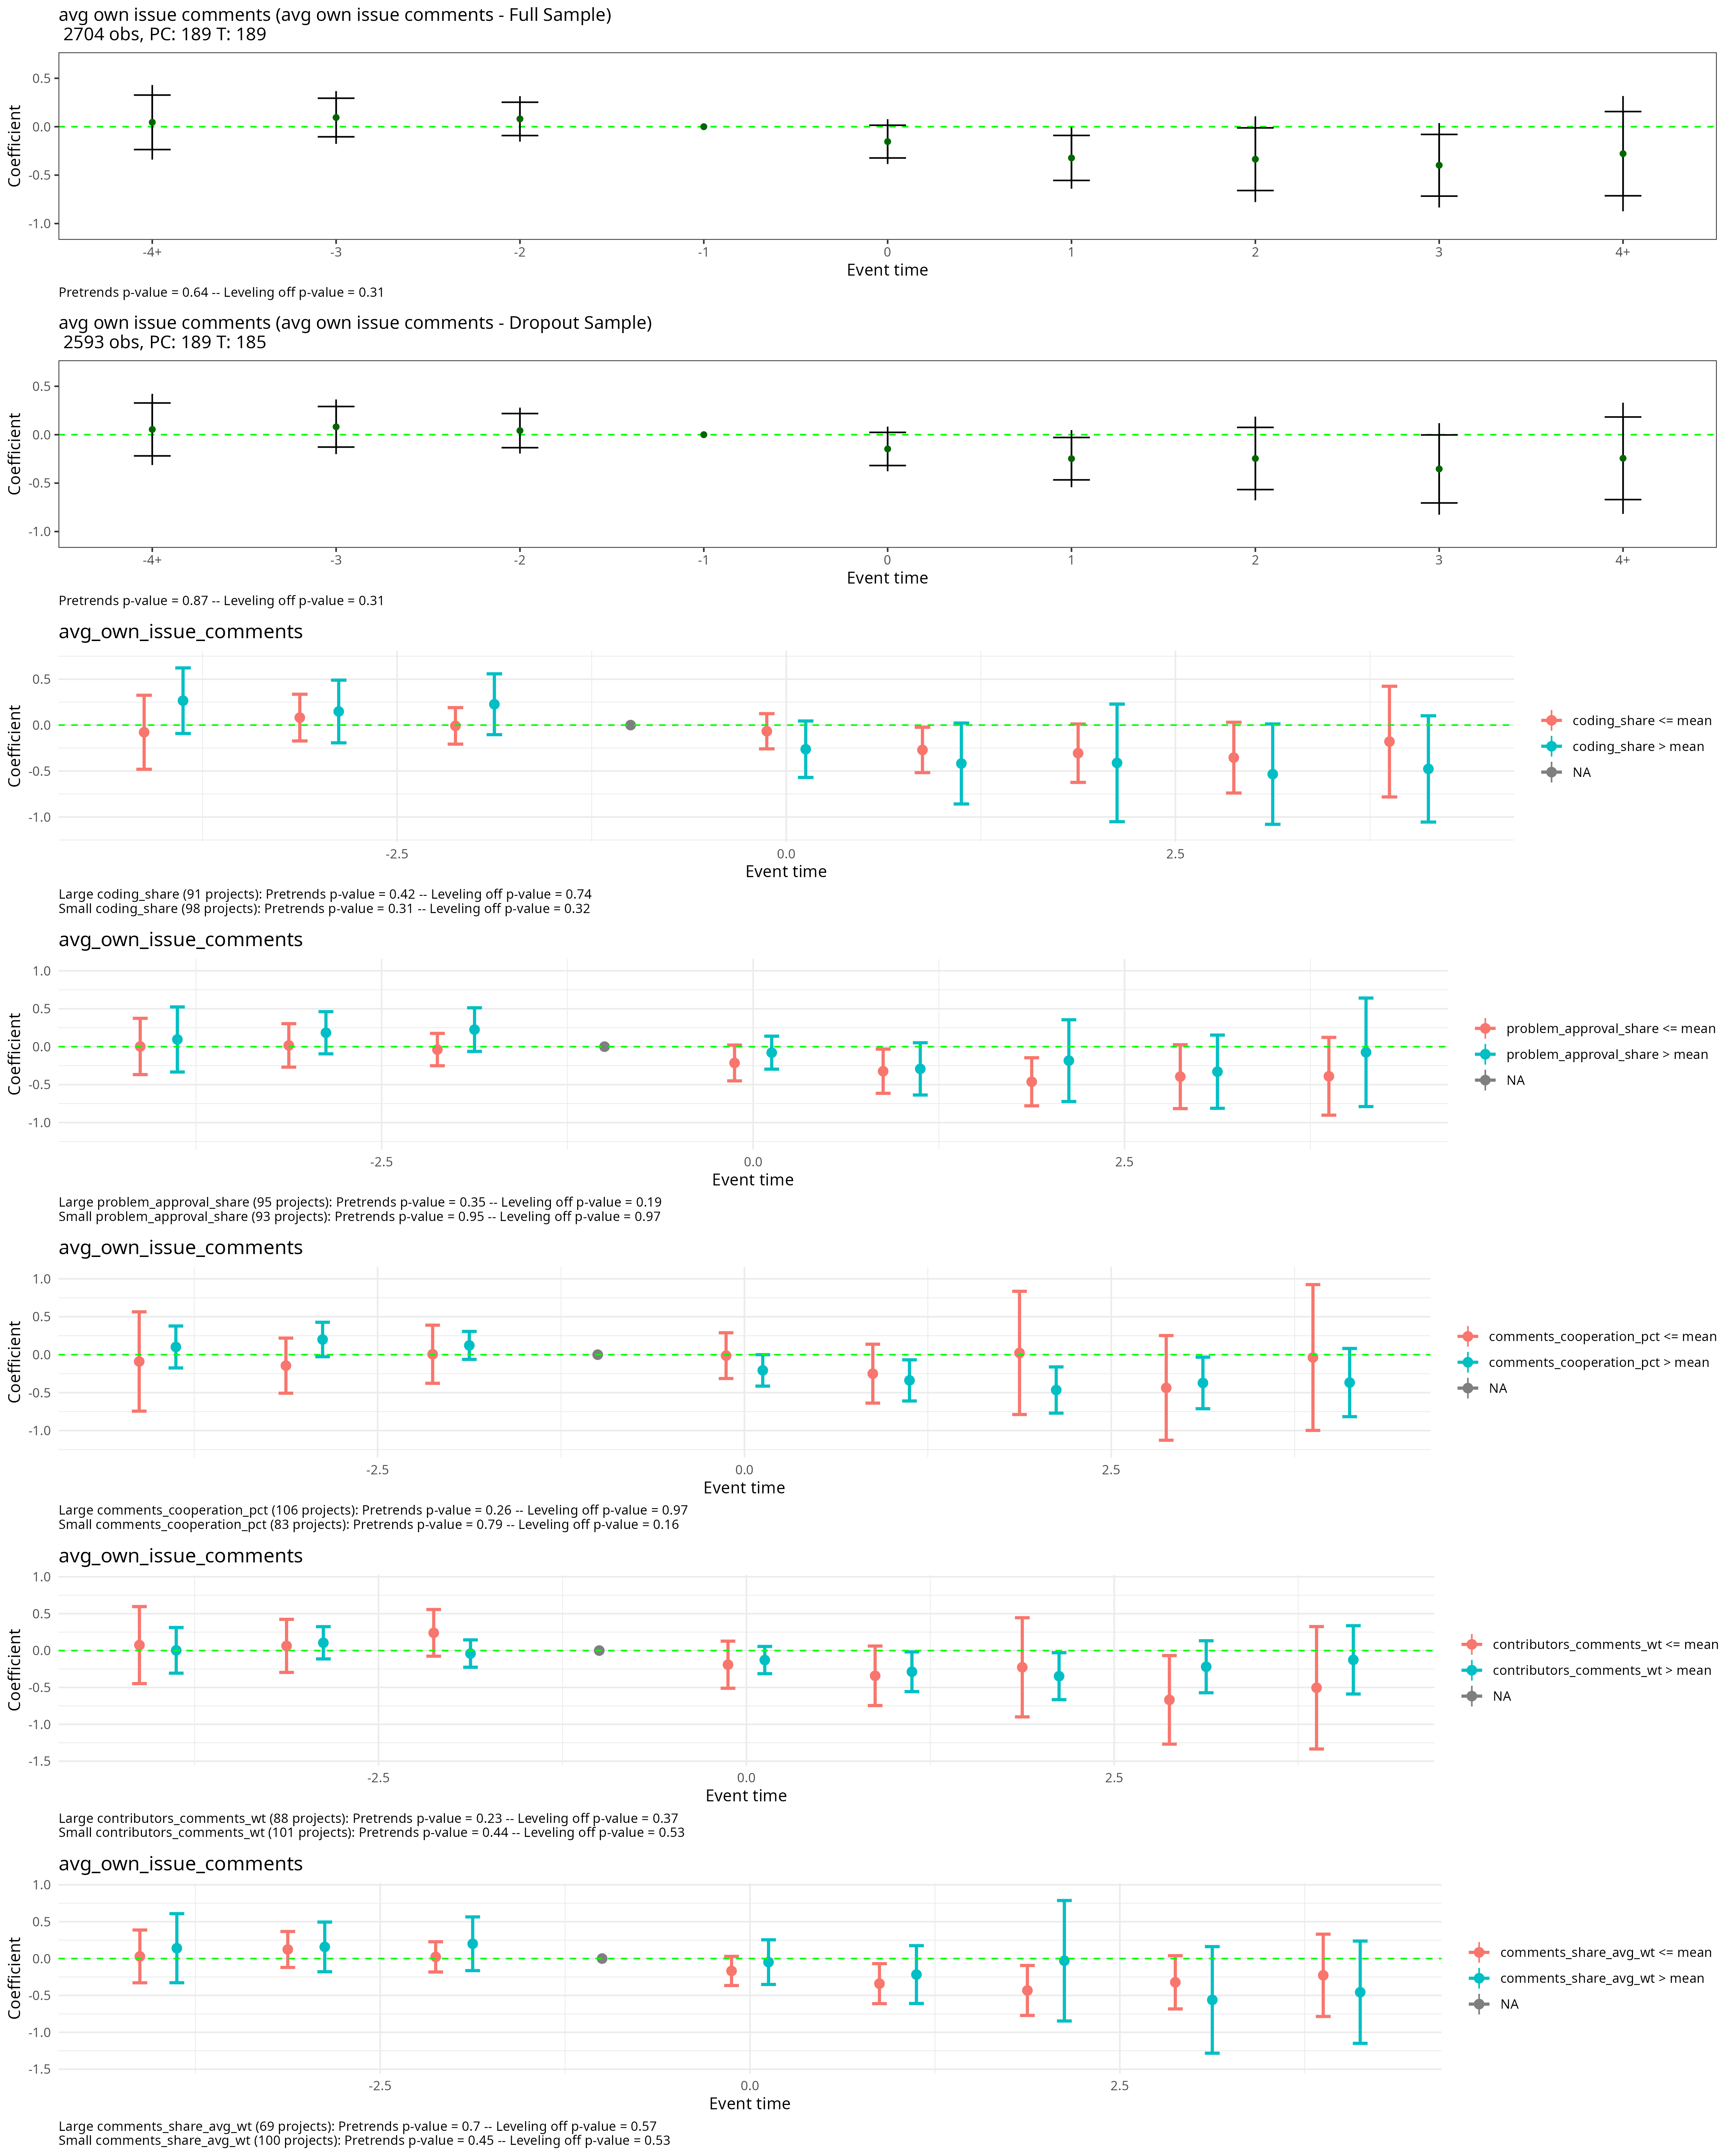 avg own issue comments (avg own issue comments - Full Sample)
2704 obs, PC: 189 T: 189
Coefficient
0.5
0.0
-0.5
-1.0
-4+ -3 -2 -1 0 1 2 3 4+
Event time
Pretrends p-value = 0.64 -- Leveling off p-value = 0.31
avg own issue comments (avg own issue comments - Dropout Sample)
2593 obs, PC: 189 T: 185
Coefficient
0.5
0.0
-0.5
-1.0
-4+ -3 -2 -1 0 1 2 3 4+
Event time
Pretrends p-value = 0.87 -- Leveling off p-value = 0.31
avg_own_issue_comments
Coefficient
0.5
0.0
-0.5
-1.0
-2.5 0.0 2.5
Event time
coding_share <= mean
coding_share > mean
NA
Large coding_share (91 projects): Pretrends p-value = 0.42 -- Leveling off p-value = 0.74
Small coding_share (98 projects): Pretrends p-value = 0.31 -- Leveling off p-value = 0.32
avg_own_issue_comments
Coefficient
1.0
0.5
0.0
-0.5
-1.0
-2.5 0.0 2.5
Event time
problem_approval_share <= mean
problem_approval_share > mean
NA
Large problem_approval_share (95 projects): Pretrends p-value = 0.35 -- Leveling off p-value = 0.19
Small problem_approval_share (93 projects): Pretrends p-value = 0.95 -- Leveling off p-value = 0.97
avg_own_issue_comments
Coefficient
1.0
0.5
0.0
-0.5
-1.0
-2.5 0.0 2.5
Event time
comments_cooperation_pct <= mean
comments_cooperation_pct > mean
NA
Large comments_cooperation_pct (106 projects): Pretrends p-value = 0.26 -- Leveling off p-value = 0.97
Small comments_cooperation_pct (83 projects): Pretrends p-value = 0.79 -- Leveling off p-value = 0.16
avg_own_issue_comments
Coefficient
1.0
0.5
0.0
-0.5
-1.0
-1.5
-2.5 0.0 2.5
Event time
contributors_comments_wt <= mean
contributors_comments_wt > mean
NA
Large contributors_comments_wt (88 projects): Pretrends p-value = 0.23 -- Leveling off p-value = 0.37
Small contributors_comments_wt (101 projects): Pretrends p-value = 0.44 -- Leveling off p-value = 0.53
avg_own_issue_comments
Coefficient
1.0
0.5
0.0
-0.5
-1.0
-1.5
-2.5 0.0 2.5
Event time
comments_share_avg_wt <= mean
comments_share_avg_wt > mean
NA
Large comments_share_avg_wt (69 projects): Pretrends p-value = 0.7 -- Leveling off p-value = 0.57
Small comments_share_avg_wt (100 projects): Pretrends p-value = 0.45 -- Leveling off p-value = 0.53